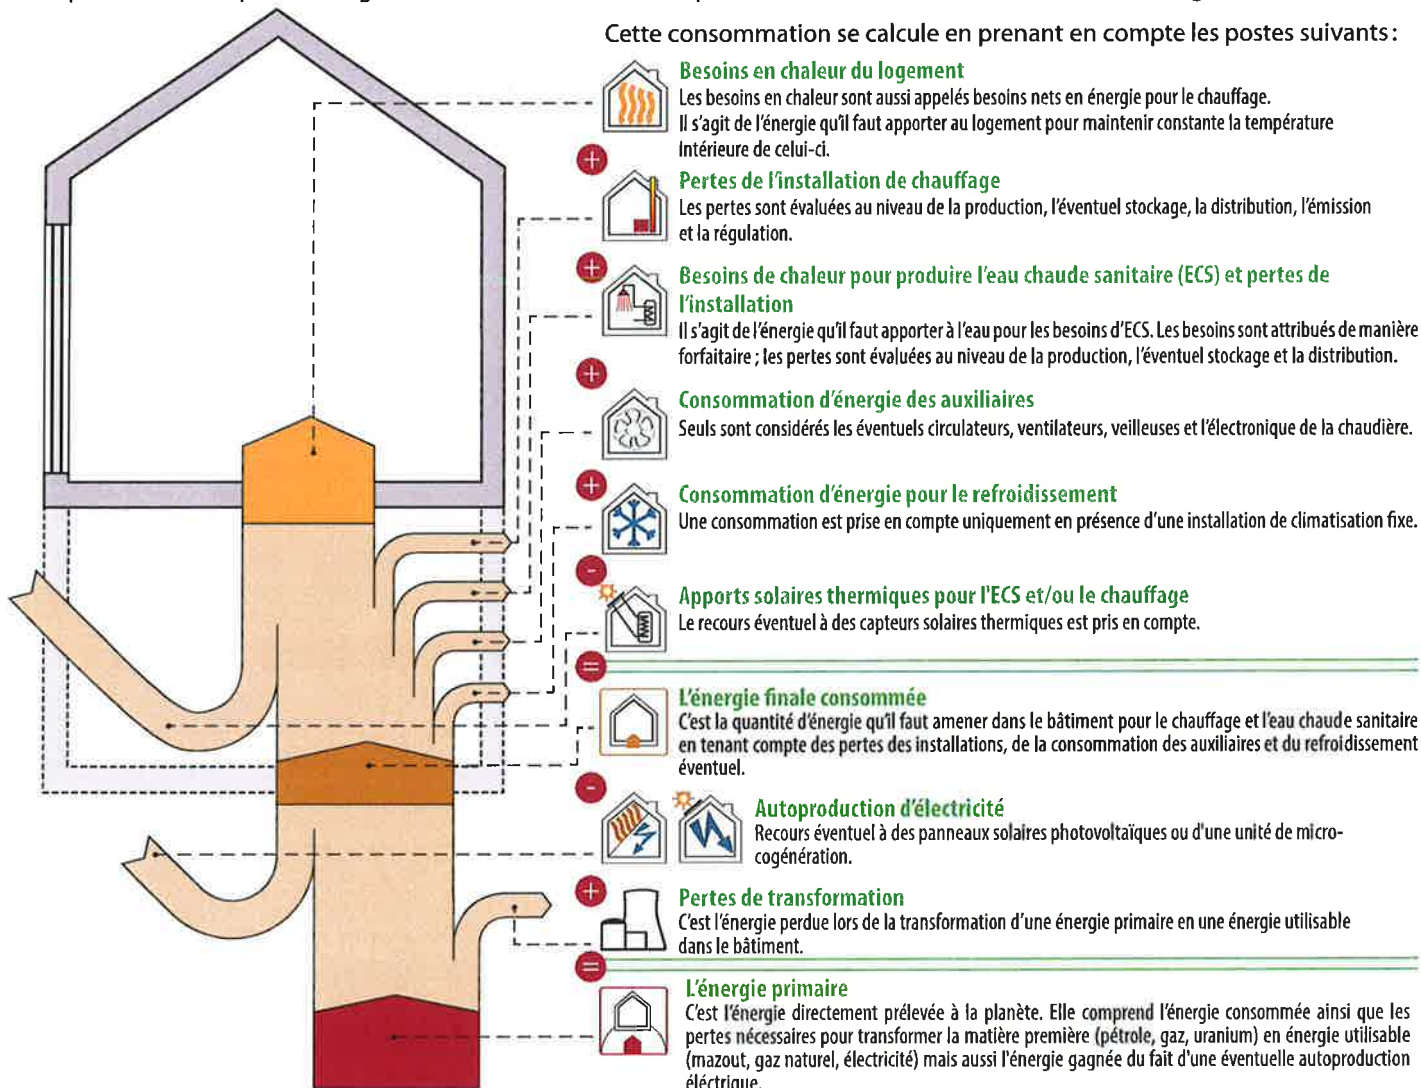 Cette consommation se calcule en prenant en compte les postes suivants :
Besoins en chaleur du logement
Les besoins en chaleur sont aussi appelés besoins nets en énergie pour le chauffage.
Il s'agit de l'énergie qu'il faut apporter au logement pour maintenir constante la température
intérieure de celui-ci.
+
Pertes de l'installation de chauffage
Les pertes sont évaluées au niveau de la production, l'éventuel stockage, la distribution, l'émission
et la régulation.
+
Besoins de chaleur pour produire l'eau chaude sanitaire (ECS) et pertes de
l'installation
Il s'agit de l'énergie qu'il faut apporter à l'eau pour les besoins d'ECS. Les besoins sont attribués de manière
forfaitaire ; les pertes sont évaluées au niveau de la production, l'éventuel stockage et la distribution.
+
Consommation d'énergie des auxiliaires
Seuls sont considérés les éventuels circulateurs, ventilateurs, veilleuses et l'électronique de la chaudière.
+
Consommation d'énergie pour le refroidissement
Une consommation est prise en compte uniquement en présence d'une installation de climatisation fixe.
-
Apports solaires thermiques pour l'ECS et/ou le chauffage
Le recours éventuel à des capteurs solaires thermiques est pris en compte.
=
L'énergie finale consommée
C'est la quantité d'énergie qu'il faut amener dans le bâtiment pour le chauffage et l'eau chaude sanitaire
en tenant compte des pertes des installations, de la consommation des auxiliaires et du refroidissement
éventuel.
-
Autoproduction d'électricité
Recours éventuel à des panneaux solaires photovoltaïques ou d'une unité de micro-
cogénération.
+
Pertes de transformation
C'est l'énergie perdue lors de la transformation d'une énergie primaire en une énergie utilisable
dans le bâtiment.
=
L'énergie primaire
C'est l'énergie directement prélevée à la planète. Elle comprend l'énergie consommée ainsi que les
pertes nécessaires pour transformer la matière première (pétrole, gaz, uranium) en énergie utilisable
(mazout, gaz naturel, électricité) mais aussi l'énergie gagnée du fait d'une éventuelle autoproduction
éléctrique.